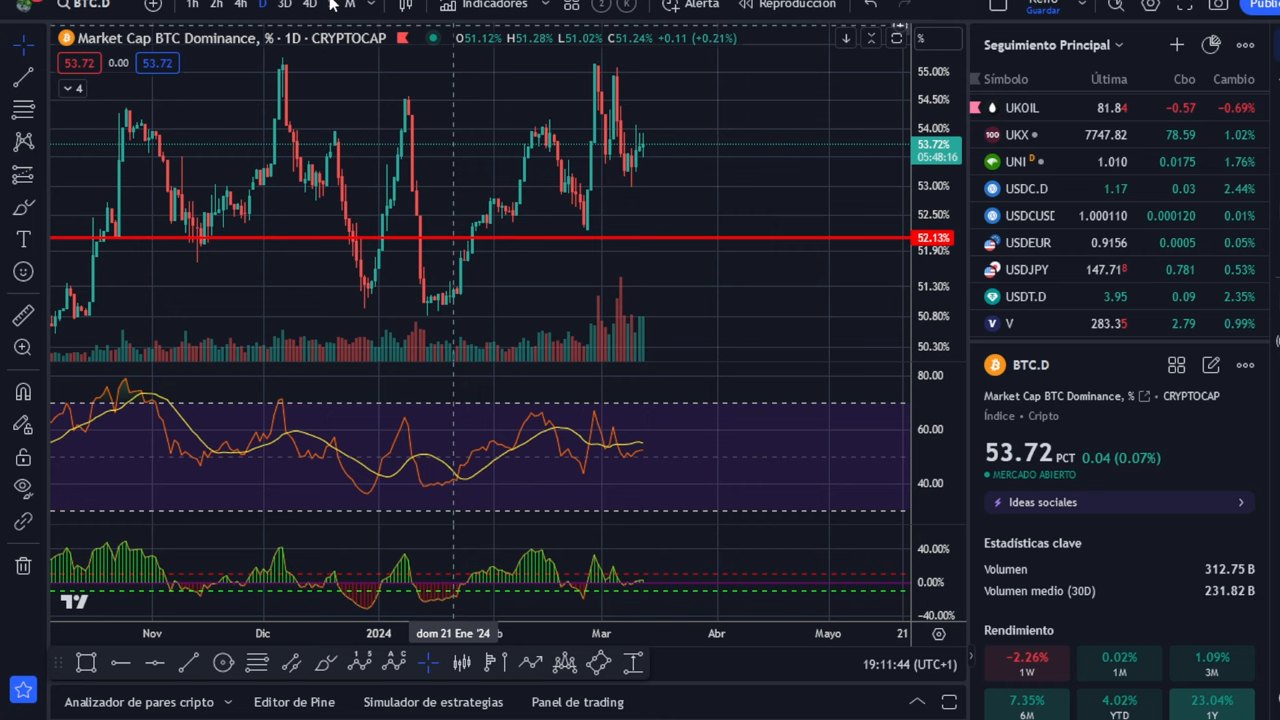 BTC.D
1h 2h 4h D 3D 4D M
Indicadores
Alerta
Reproducción
Reno
Guardar
Market Cap BTC Dominance, % · 1D · CRYPTOCAP
O51.12% H51.28% L51.02% C51.24% +0.11 (+0.21%)
%
53.72 0.00 53.72
4
55.00%
54.50%
54.00%
53.72%
05:48:16
53.00%
52.50%
52.13%
51.90%
51.30%
50.80%
50.30%
80.00
60.00
40.00
40.00%
0.00%
−40.00%
Nov Dic 2024 dom 21 Ene '24 Mar Abr Mayo 21
19:11:44 (UTC+1)
Analizador de pares cripto
Editor de Pine
Simulador de estrategias
Panel de trading
Seguimiento Principal
Símbolo Última Cbo Cambio
UKOIL 81.84 −0.57 −0.69%
100 UKX 7747.82 78.59 1.02%
UNI D 1.010 0.0175 1.76%
USDC.D 1.17 0.03 2.44%
USDCUSD 1.000110 0.000120 0.01%
USDEUR 0.9156 0.0005 0.05%
USDJPY 147.718 0.781 0.53%
USDT.D 3.95 0.09 2.35%
V V 283.35 2.79 0.99%
BTC.D
Market Cap BTC Dominance, % • CRYPTOCAP
Índice • Cripto
53.72 PCT 0.04 (0.07%)
MERCADO ABIERTO
Ideas sociales
Estadísticas clave
Volumen 312.75 B
Volumen medio (30D) 231.82 B
Rendimiento
−2.26% 0.02% 1.09%
1W 1M 3M
7.35% 4.02% 23.04%
6M YTD 1Y